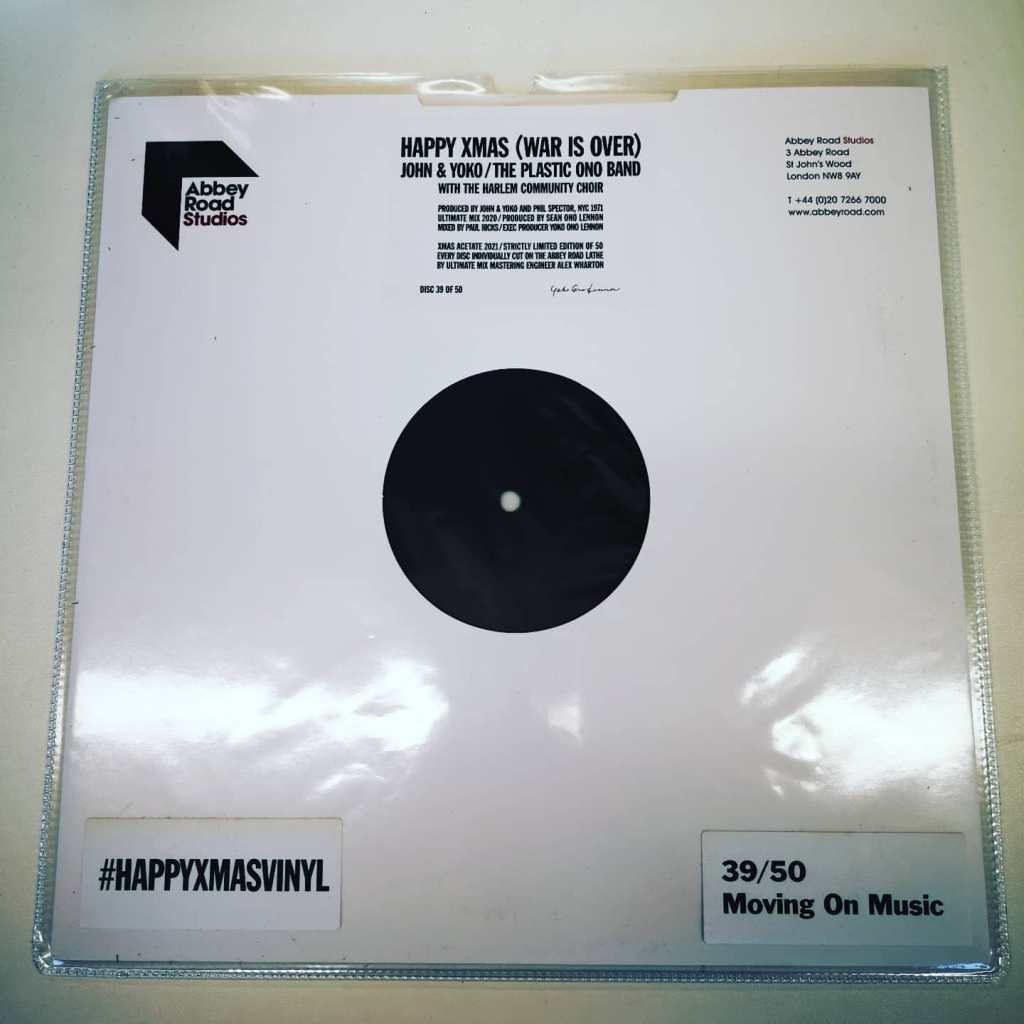 Abbey
Road
Studios
HAPPY XMAS (WAR IS OVER)
JOHN & YOKO/THE PLASTIC ONO BAND
WITH THE HARLEM COMMUNITY CHOIR
PRODUCED BY JOHN & YOKO AND PHIL SPECTOR, NYC 1971
ULTIMATE MIX 2020/PRODUCED BY SEAN ONO LENNON
MIXED BY PAUL HICKS/EXEC PRODUCER YOKO ONO LENNON
XMAS ACETATE 2021/STRICTLY LIMITED EDITION OF 50
EVERY DISC INDIVIDUALLY CUT ON THE ABBEY ROAD LATHE
BY ULTIMATE MIX MASTERING ENGINEER ALEX WHARTON
DISC 39 OF 50
Yoko Ono Lennon
Abbey Road Studios
3 Abbey Road
St John's Wood
London NW8 9AY
T +44 (0)20 7266 7000
www.abbeyroad.com
#HAPPYXMASVINYL
39/50
Moving On Music